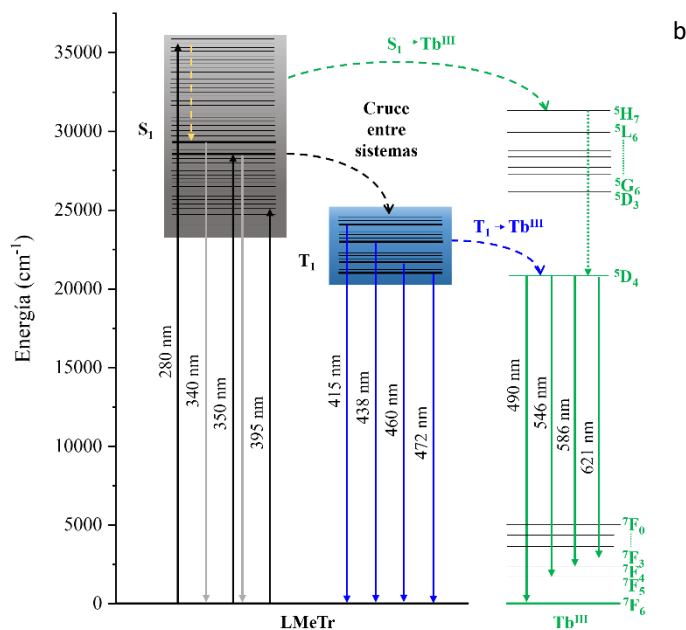 b
Energía (cm⁻¹)
35000
30000
25000
20000
15000
10000
5000
0
S₁
280 nm
340 nm
350 nm
395 nm
Cruce
entre
sistemas
T₁
415 nm
438 nm
460 nm
472 nm
LMeTr
S₁ → Tbᴵᴵᴵ
T₁ → Tbᴵᴵᴵ
⁵H₇
⁵L₆
⁵G₆
⁵D₃
⁵D₄
490 nm
546 nm
586 nm
621 nm
⁷F₀
⁷F₃
⁷F₄
⁷F₅
⁷F₆
Tbᴵᴵᴵ